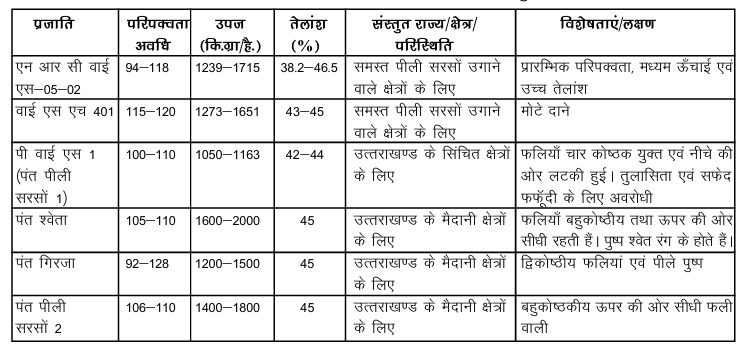 प्रजाति परिपक्वता अवधि उपज (कि.ग्रा/है.) तेलांश (%) संस्तुत राज्य/क्षेत्र/ परिस्थिति विशेषताएं/लक्षण
एन आर सी वाई 94–118 1239–1715 38.2–46.5 समस्त पीली सरसों उगाने प्रारम्भिक परिपक्वता, मध्यम ऊँचाई एवं
एस–05–02 वाले क्षेत्रों के लिए उच्च तेलांश
वाई एस एच 401 115–120 1273–1651 43–45 समस्त पीली सरसों उगाने मोटे दाने
वाले क्षेत्रों के लिए
पी वाई एस 1 100–110 1050–1163 42–44 उत्तराखण्ड के सिंचित क्षेत्रों फलियाँ चार कोष्ठक युक्त एवं नीचे की
(पंत पीली के लिए ओर लटकी हुई। तुलासिता एवं सफेद
सरसों 1) फफूँदी के लिए अवरोधी
पंत श्वेता 105–110 1600–2000 45 उत्तराखण्ड के मैदानी क्षेत्रों फलियाँ बहुकोष्ठीय तथा ऊपर की ओर
के लिए सीधी रहती हैं। पुष्प श्वेत रंग के होते हैं।
पंत गिरजा 92–128 1200–1500 45 उत्तराखण्ड के मैदानी क्षेत्रों द्विकोष्ठीय फलियां एवं पीले पुष्प
के लिए
पंत पीली 106–110 1400–1800 45 उत्तराखण्ड के मैदानी क्षेत्रों बहुकोष्ठकीय ऊपर की ओर सीधी फली
सरसों 2 के लिए वाली